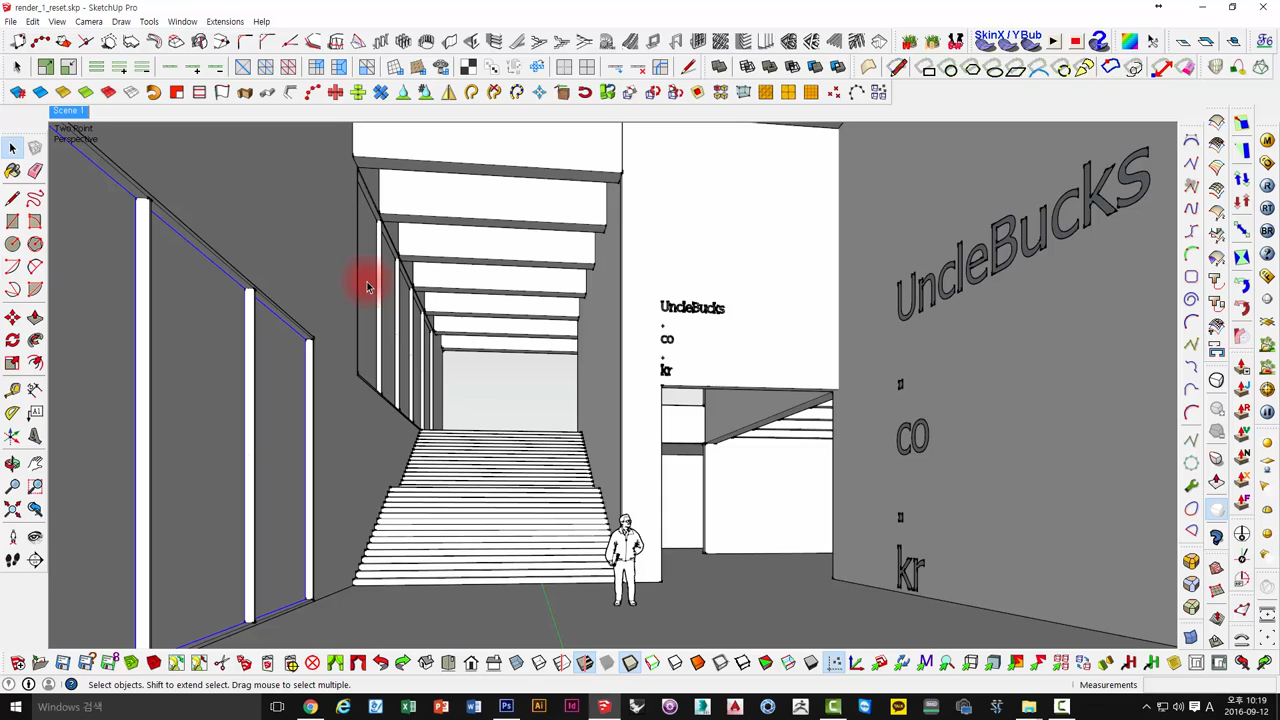 render_1_reset.skp - SketchUp Pro
File Edit View Camera Draw Tools Window Extensions Help
SkinX / YBub
Scene 1
Two Point
Perspective
UncleBucks
.
co
.
kr
UncleBucks
.
co
.
kr
Select objects. Shift to extend select. Drag mouse to select multiple.
Measurements
Windows 검색
오후 10:19
2016-09-12